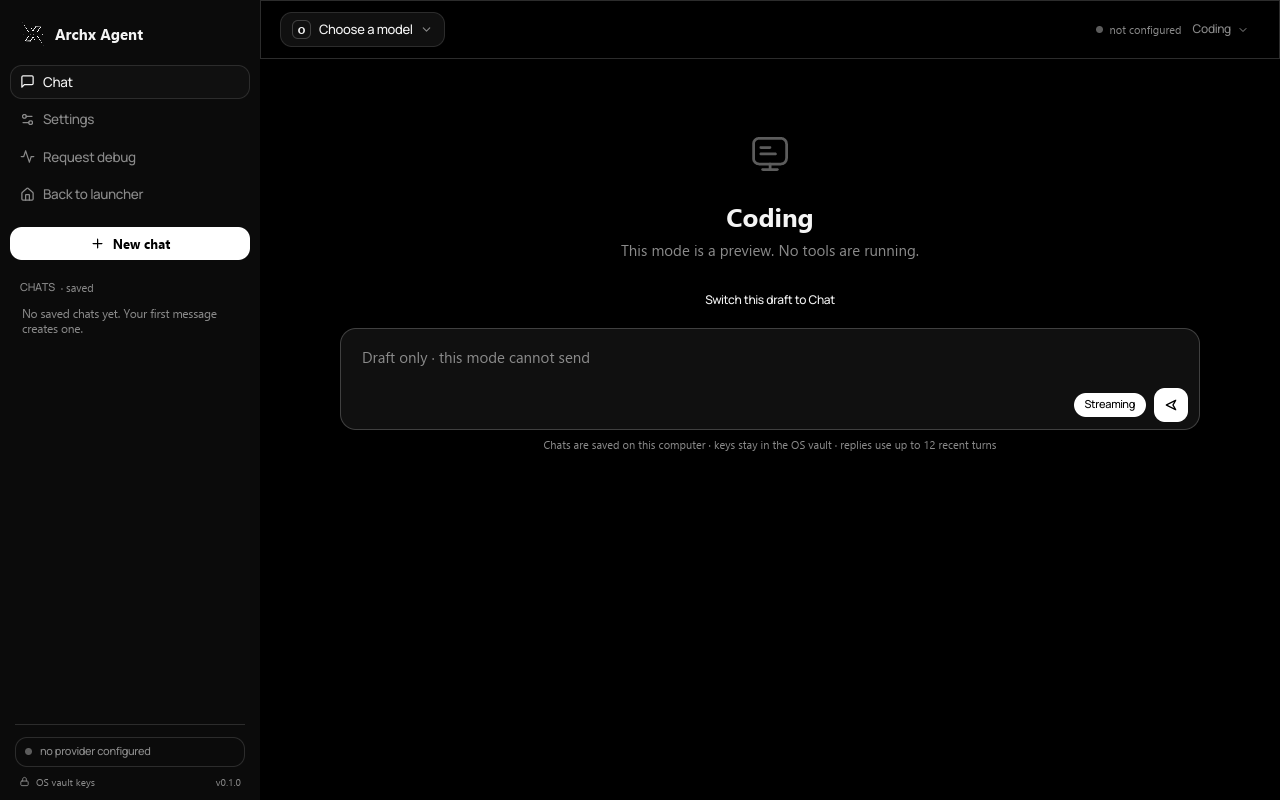 Archx Agent
Chat
Settings
Request debug
Back to launcher
New chat
CHATS · saved
No saved chats yet. Your first message
creates one.
no provider configured
OS vault keys
v0.1.0
o Choose a model
not configured
Coding
Coding
This mode is a preview. No tools are running.
Switch this draft to Chat
Draft only · this mode cannot send
Streaming
Chats are saved on this computer · keys stay in the OS vault · replies use up to 12 recent turns